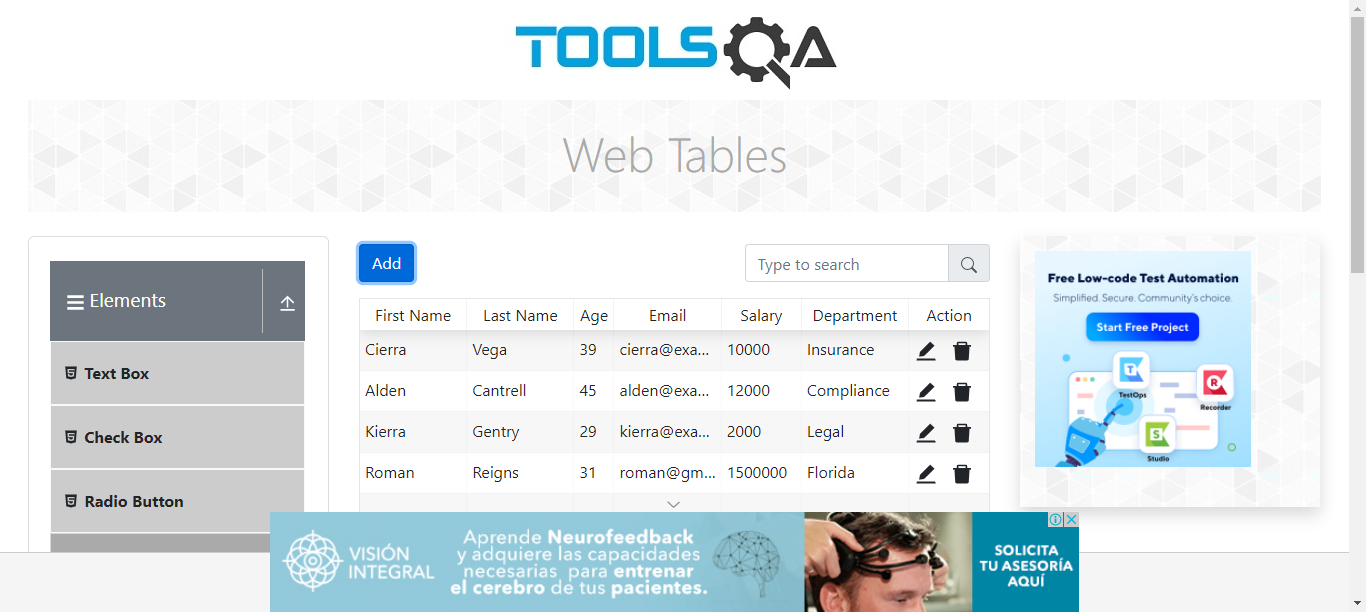 TOOLSQA
Web Tables
Elements
Text Box
Check Box
Radio Button
Add
Type to search
First Name Last Name Age Email Salary Department Action
Cierra Vega 39 cierra@exa... 10000 Insurance
Alden Cantrell 45 alden@exa... 12000 Compliance
Kierra Gentry 29 kierra@exa... 2000 Legal
Roman Reigns 31 roman@gm... 1500000 Florida
Free Low-code Test Automation
Simplified. Secure. Community's choice.
Start Free Project
TestOps
Recorder
Studio
VISIÓN
INTEGRAL
Aprende Neurofeedback
y adquiere las capacidades
necesarias para entrenar
el cerebro de tus pacientes.
SOLICITA
TU ASESORÍA
AQUÍ